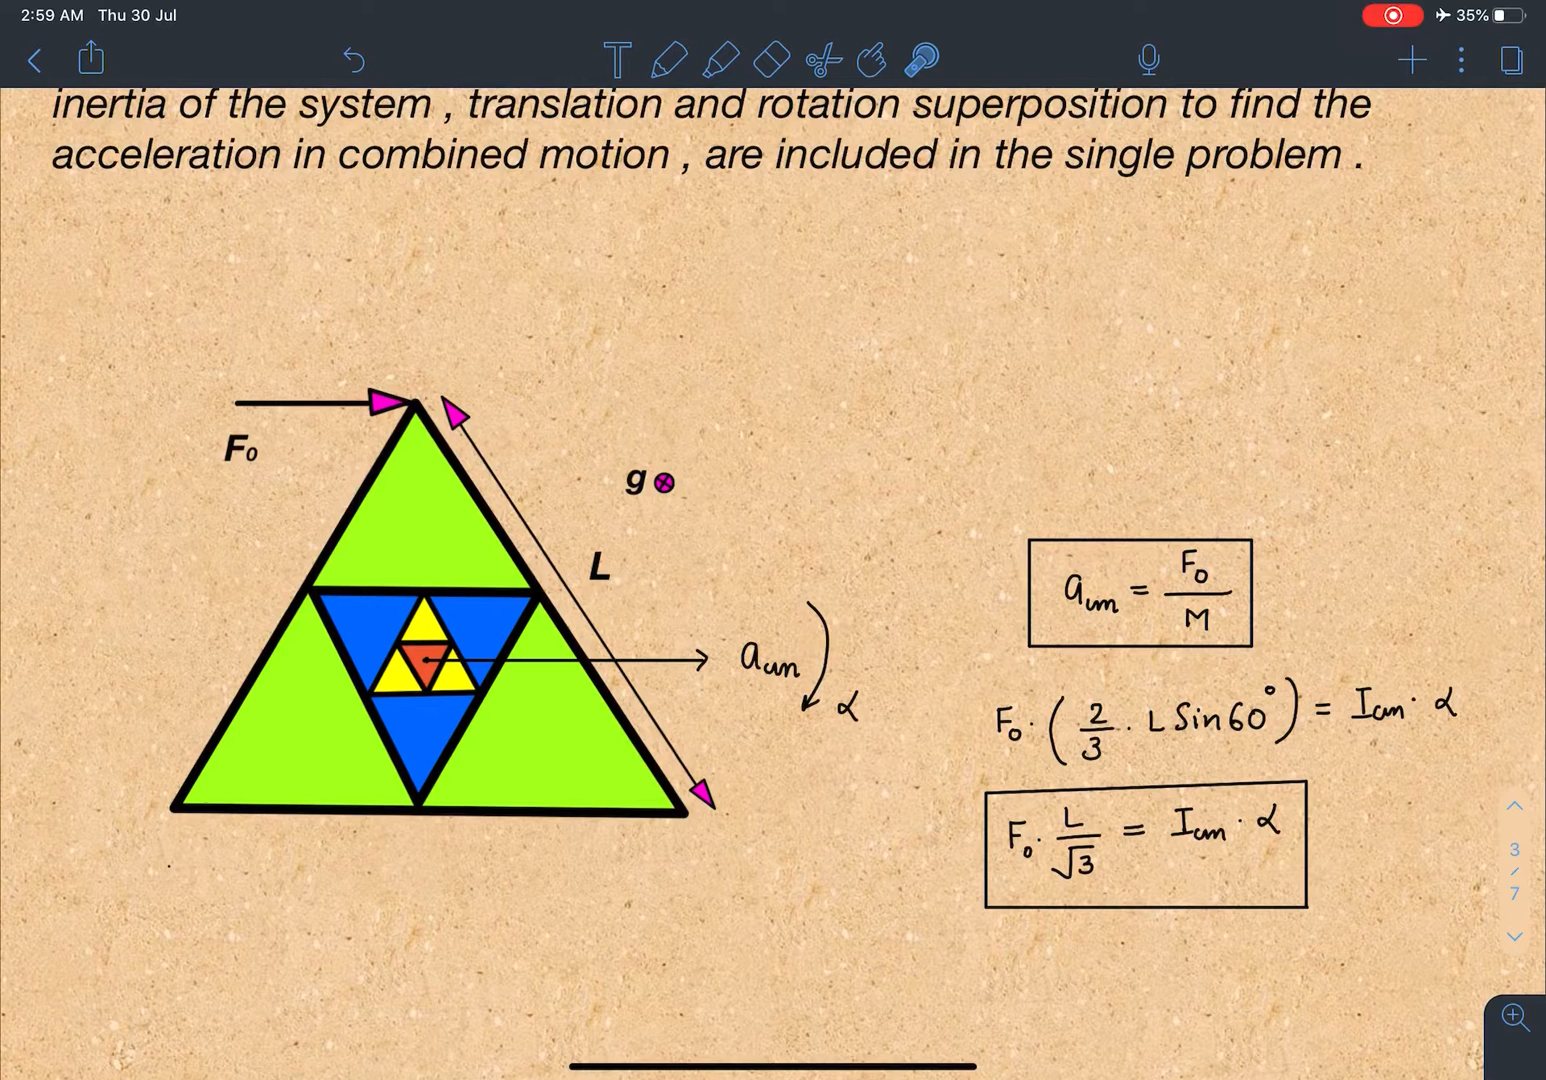 2:59 AM Thu 30 Jul
35%
T
inertia of the system , translation and rotation superposition to find the
acceleration in combined motion , are included in the single problem .
F₀
g ⊗
L
a_cm
α
a_cm = F₀ / M
F₀ · ( 2/3 · L Sin60° ) = I_cm · α
F₀ · L/√3 = I_cm · α
3
/
7